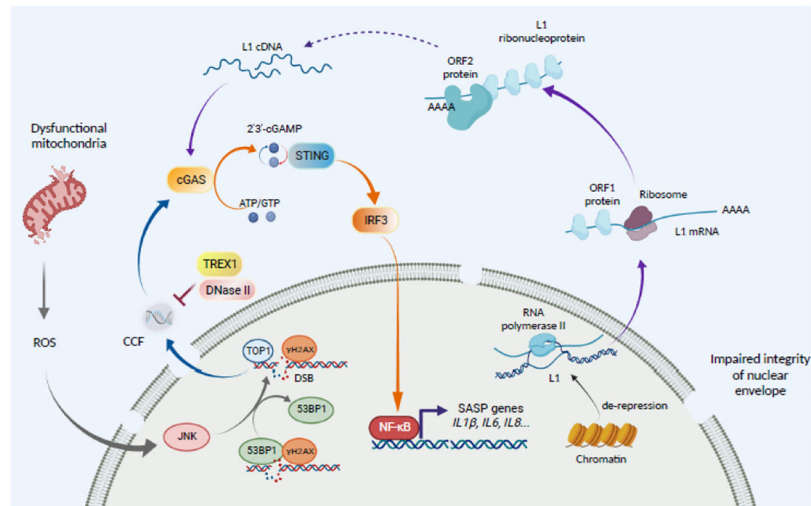 L1
ribonucleoprotein
L1 cDNA
ORF2
protein
AAAA
Dysfunctional
mitochondria
2'3'-cGAMP
STING
cGAS
ATP/GTP
IRF3
ORF1
protein
Ribosome
AAAA
L1 mRNA
TREX1
DNase II
CCF
ROS
RNA
polymerase II
L1
TOP1
γH2AX
DSB
53BP1
JNK
53BP1
γH2AX
NF-κB
SASP genes
IL1β, IL6, IL8...
de-repression
Chromatin
Impaired integrity
of nuclear
envelope